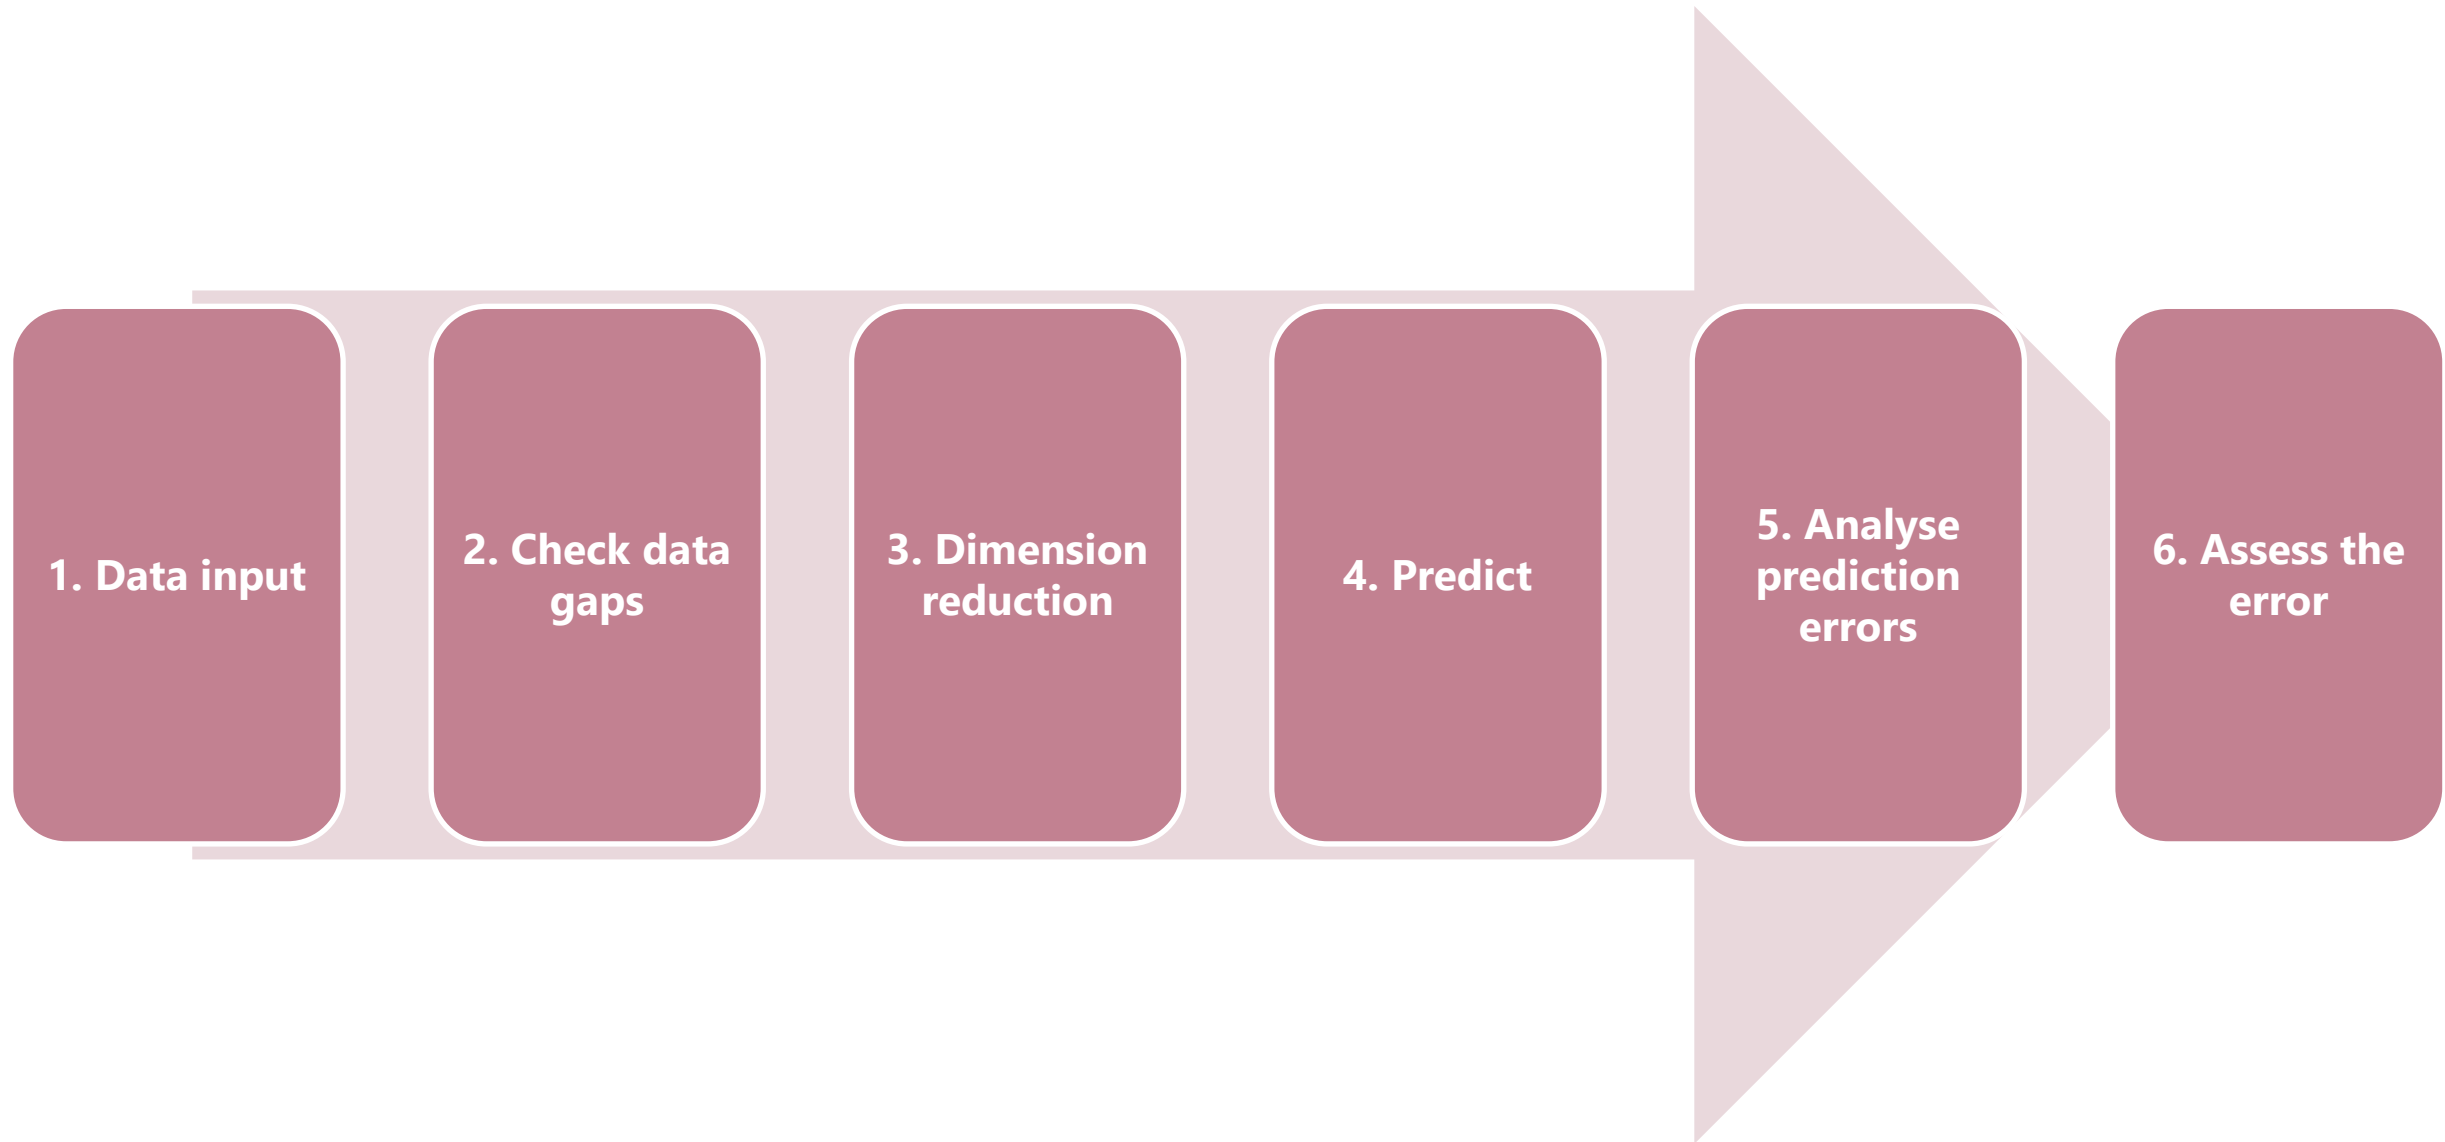 1. Data input
2. Check data
gaps
3. Dimension
reduction
4. Predict
5. Analyse
prediction
errors
6. Assess the
error